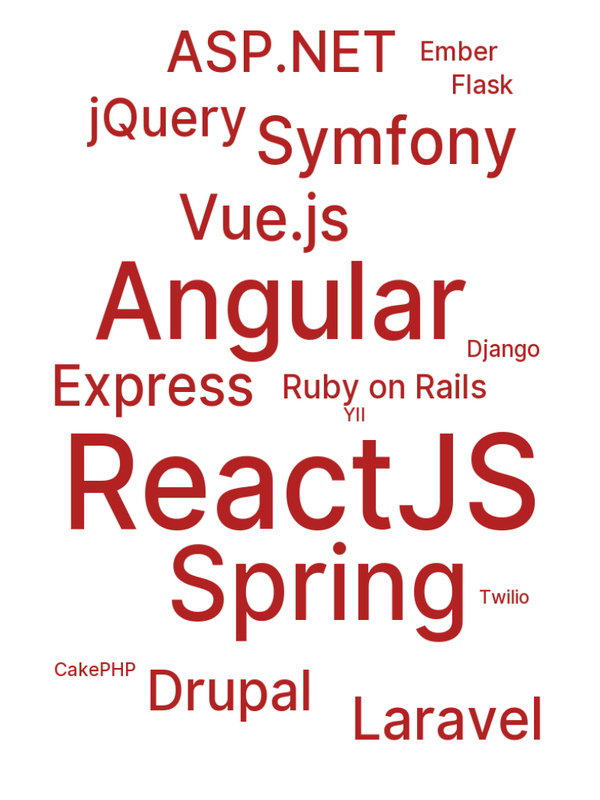 ASP.NET
Ember
Flask
jQuery
Symfony
Vue.js
Angular
Django
Express
Ruby on Rails
YII
ReactJS
Spring
Twilio
CakePHP
Drupal
Laravel